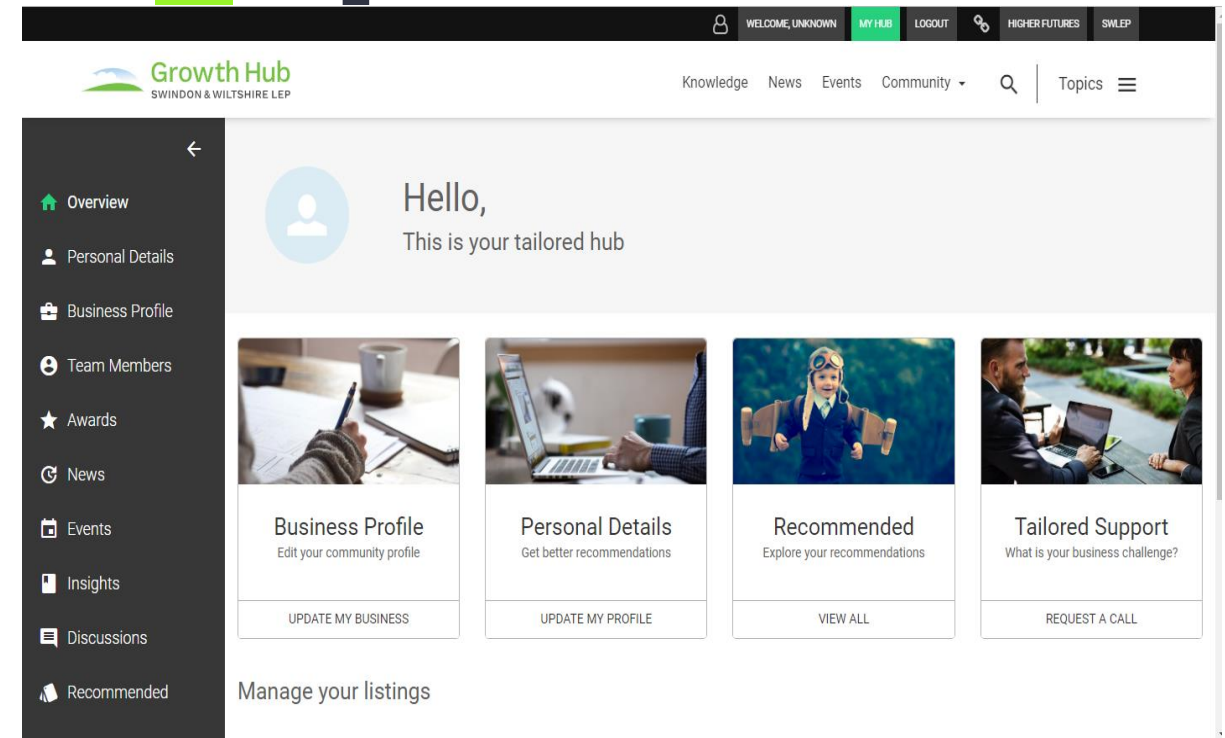 WELCOME, UNKNOWN MY HUB LOGOUT HIGHER FUTURES SWLEP
Growth Hub
SWINDON & WILTSHIRE LEP
Knowledge News Events Community Topics
Overview
Personal Details
Business Profile
Team Members
Awards
News
Events
Insights
Discussions
Recommended
Hello,
This is your tailored hub
Business Profile
Edit your community profile
UPDATE MY BUSINESS
Personal Details
Get better recommendations
UPDATE MY PROFILE
Recommended
Explore your recommendations
VIEW ALL
Tailored Support
What is your business challenge?
REQUEST A CALL
Manage your listings